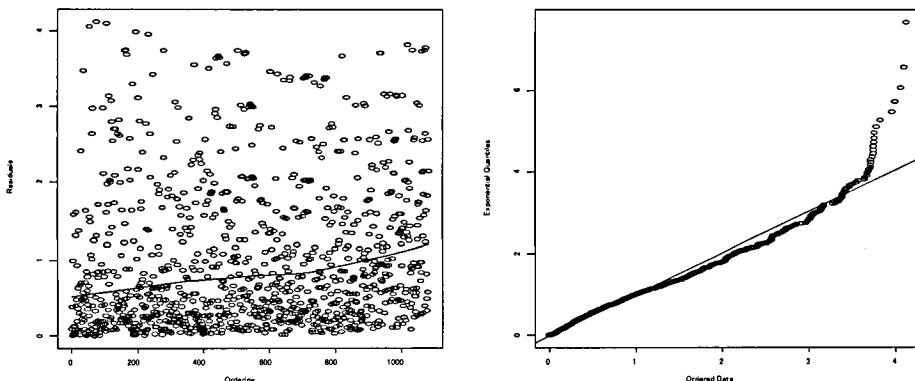 Residuals
0 1 2 3 4
0 200 400 600 800 1000
Ordering
Exponential Quantiles
0 2 4 6
0 1 2 3 4
Ordered Data